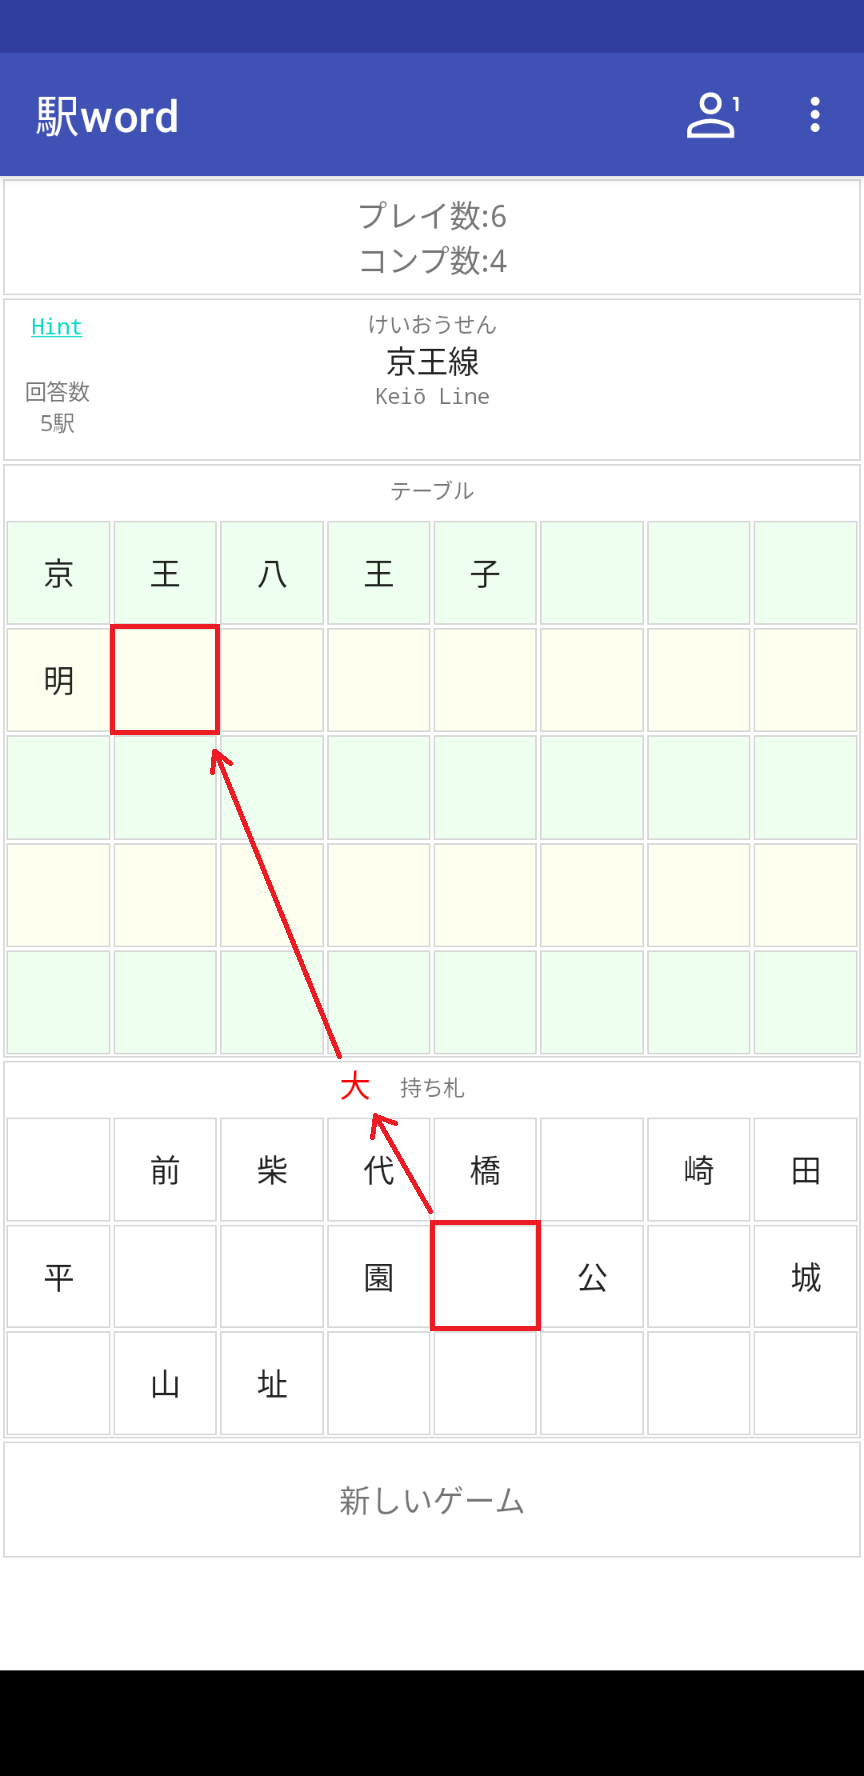 駅word
1
プレイ数:6
コンプ数:4
Hint
けいおうせん
京王線
Keiō Line
回答数
5駅
テーブル
京 王 八 王 子
明
大 持ち札
前 柴 代 橋 崎 田
平 園 公 城
山 址
新しいゲーム